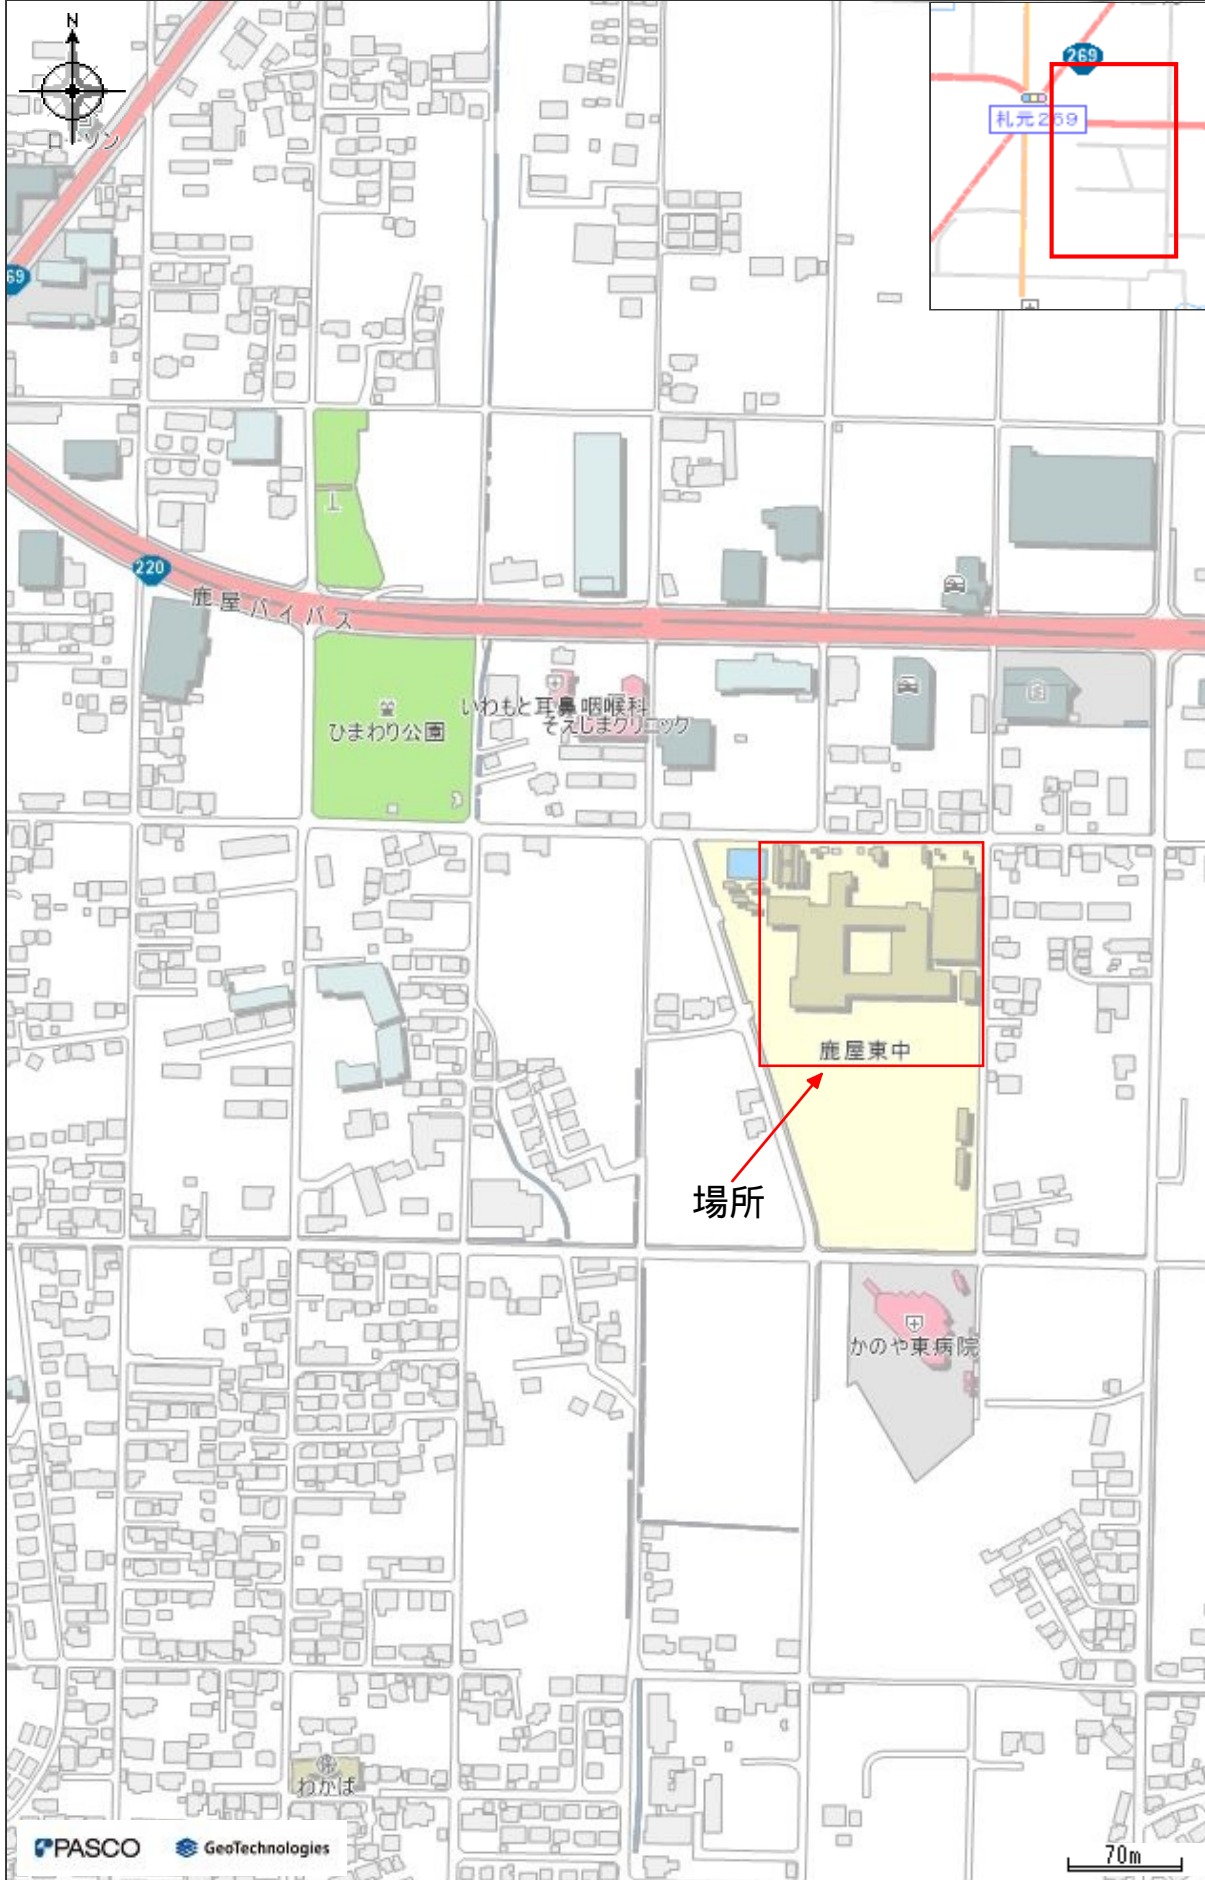 N
ローソン
269
札元269
69
220
鹿屋バイパス
いわもと耳鼻咽喉科
そえじまクリニック
ひまわり公園
鹿屋東中
場所
かのや東病院
わかば
PASCO
GeoTechnologies
70m